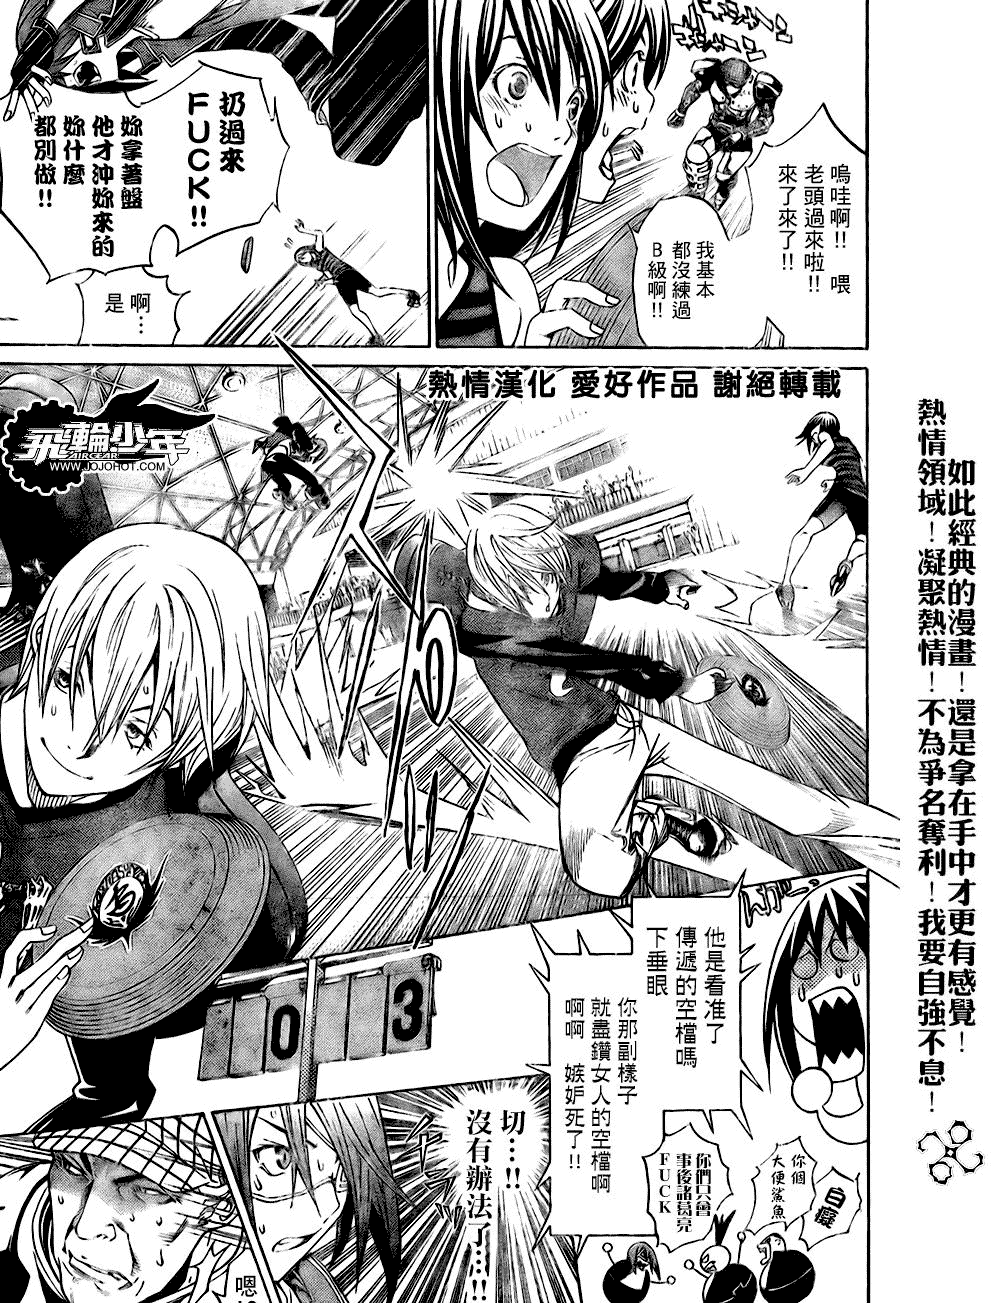 嗚哇啊!! 喂
老頭過來啦!!
來了來了!!
我基本
都沒練過
B級啊!!
扔過來
FUCK!!
妳拿著盤
他才沖妳來的
妳什麼
都別做!!
啊…
是
熱情漢化 愛好作品 謝絕轉載
飛輪少年
AIRGEAR
WWW.JOJOHOT.COM
如此經典的漫畫!還是拿在手中才更有感覺!
熱情領域!凝聚熱情!不為爭名奪利!我要自強不息!
0
3
他是看准了
傳遞的空檔嗎
下垂眼
你那副樣子
就盡鑽女人的空檔啊
啊啊 嫉妒死了!!
白癡
你個
大便鯊魚
你們只會
事後諸葛亮
FUCK
切…!!
沒有辦法了…!!
嗯